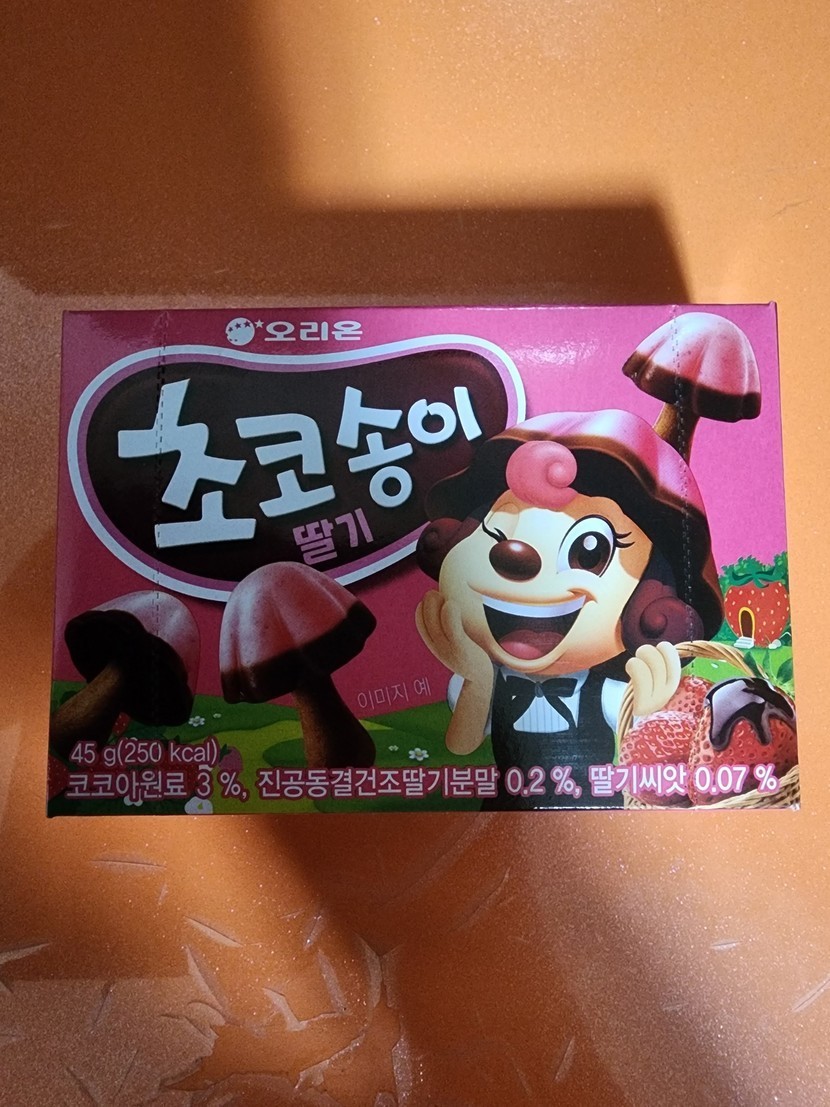 오리온
초코송이
딸기
이미지 예
45 g(250 kcal)
코코아원료 3 %, 진공동결건조딸기분말 0.2 %, 딸기씨앗 0.07 %